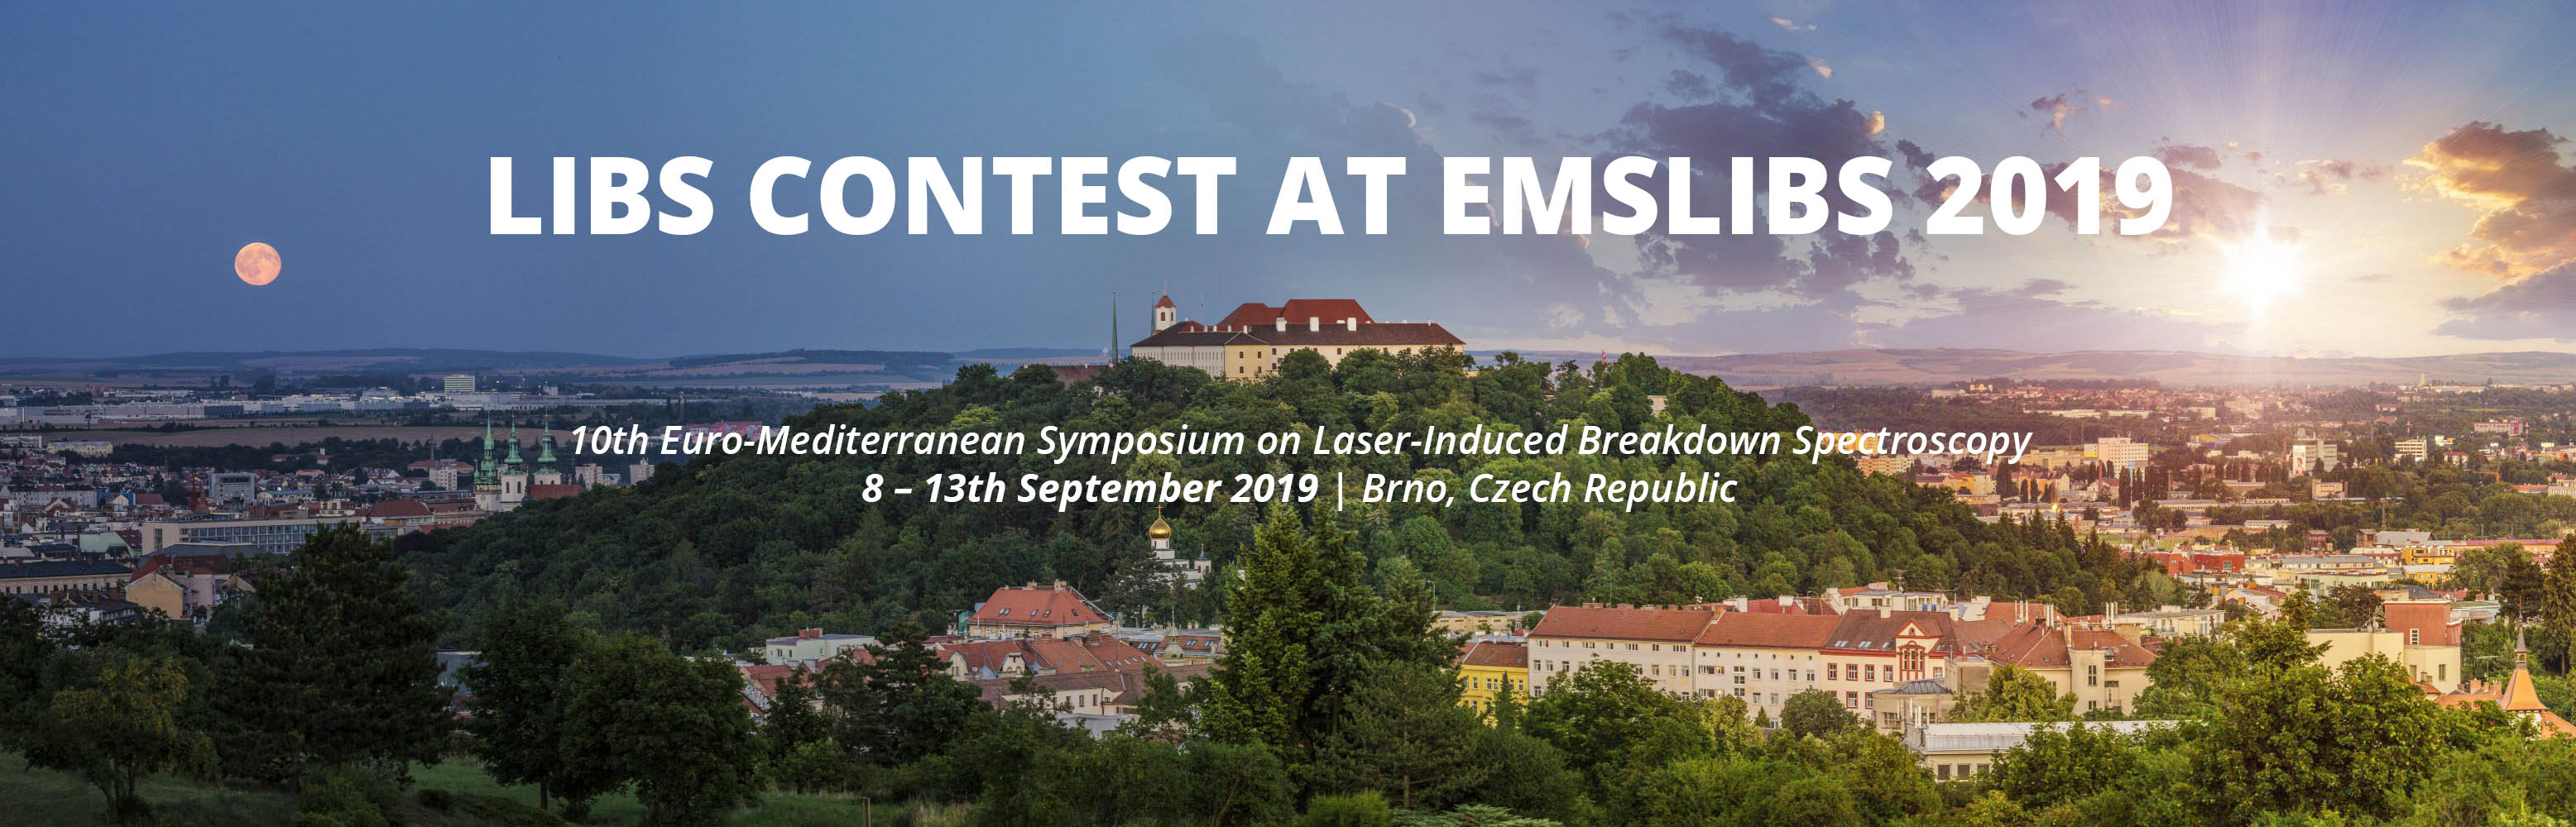 LIBS CONTEST AT EMSLIBS 2019
10th Euro-Mediterranean Symposium on Laser-Induced Breakdown Spectroscopy
8 – 13th September 2019 | Brno, Czech Republic